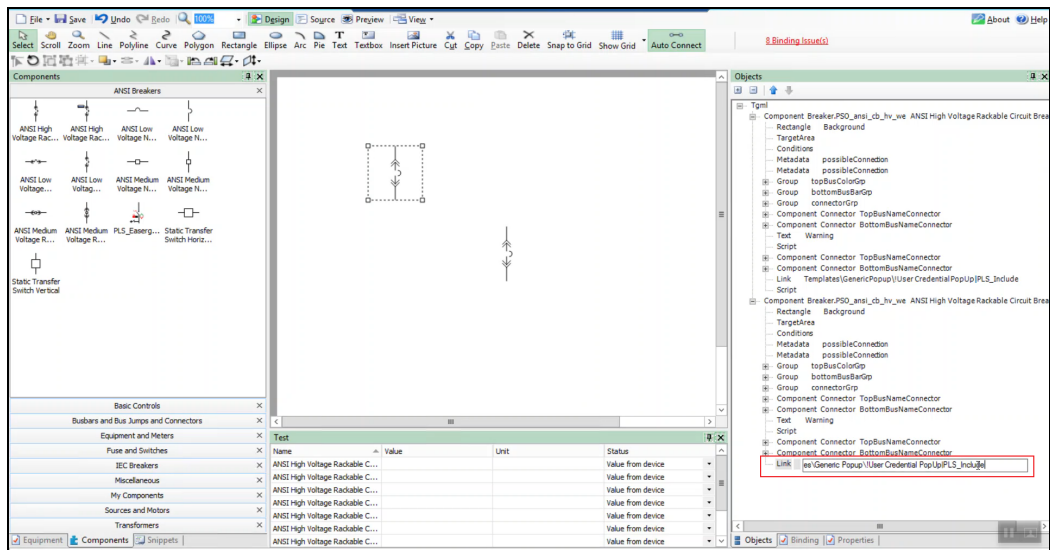 File Save Undo Redo 100% Design Source Preview View About Help
Select Scroll Zoom Line Polyline Curve Polygon Rectangle Ellipse Arc Pie Text Textbox Insert Picture Cut Copy Paste Delete Snap to Grid Show Grid Auto Connect
8 Binding Issue(s)
Components
ANSI Breakers
ANSI High Voltage Rac...
ANSI High Voltage Rac...
ANSI Low Voltage N...
ANSI Low Voltage N...
ANSI Low Voltage...
ANSI Low Voltag...
ANSI Medium Voltage N...
ANSI Medium Voltage N...
ANSI Medium Voltage R...
ANSI Medium Voltage R...
PLS_Easerg...
Static Transfer Switch Horiz...
Static Transfer Switch Vertical
Basic Controls
Busbars and Bus Jumps and Connectors
Equipment and Meters
Fuse and Switches
IEC Breakers
Miscellaneous
My Components
Sources and Motors
Transformers
Equipment Components Snippets
Test
Name Value Unit Status
ANSI High Voltage Rackable C... Value from device
ANSI High Voltage Rackable C... Value from device
ANSI High Voltage Rackable C... Value from device
ANSI High Voltage Rackable C... Value from device
ANSI High Voltage Rackable C... Value from device
ANSI High Voltage Rackable C... Value from device
ANSI High Voltage Rackable C... Value from device
Objects
Tgml
Component Breaker.PSO_ansi_cb_hv_we ANSI High Voltage Rackable Circuit Brea
Rectangle Background
TargetArea
Conditions
Metadata possibleConnection
Metadata possibleConnection
Group topBusColorGrp
Group bottomBusBarGrp
Group connectorGrp
Component Connector TopBusNameConnector
Component Connector BottomBusNameConnector
Text Warning
Script
Component Connector TopBusNameConnector
Component Connector BottomBusNameConnector
Link Templates\GenericPopup\!User Credential PopUp|PLS_Include
Script
Component Breaker.PSO_ansi_cb_hv_we ANSI High Voltage Rackable Circuit Brea
Rectangle Background
TargetArea
Conditions
Metadata possibleConnection
Metadata possibleConnection
Group topBusColorGrp
Group bottomBusBarGrp
Group connectorGrp
Component Connector TopBusNameConnector
Component Connector BottomBusNameConnector
Text Warning
Script
Component Connector TopBusNameConnector
Component Connector BottomBusNameConnector
Link es\Generic Popup\!User Credential PopUp|PLS_Include
Objects Binding Properties